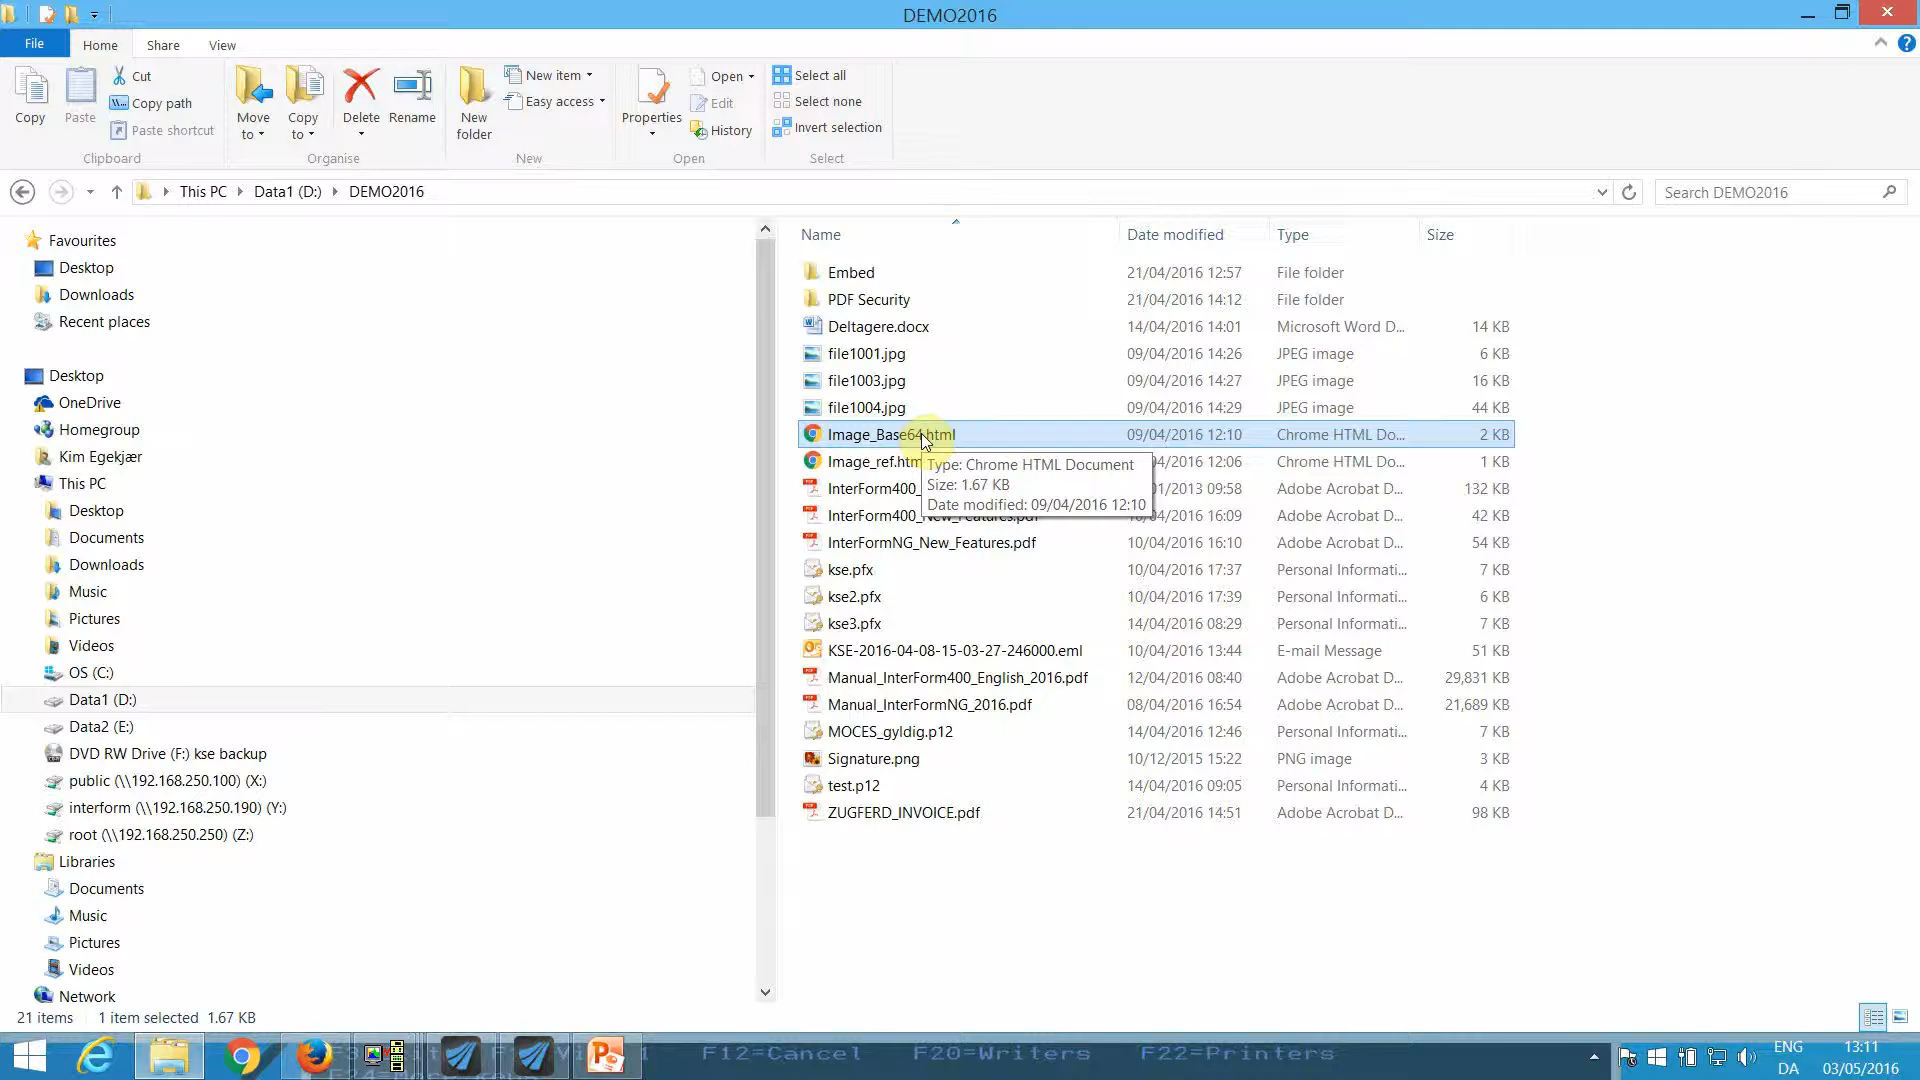 DEMO2016
File Home Share View
Copy
Paste
Cut
Copy path
Paste shortcut
Clipboard
Move to
Copy to
Delete
Rename
Organise
New folder
New item
Easy access
New
Properties
Open
Edit
History
Open
Select all
Select none
Invert selection
Select
This PC Data1 (D:) DEMO2016
Search DEMO2016
Favourites
Desktop
Downloads
Recent places
Desktop
OneDrive
Homegroup
Kim Egekjær
This PC
Desktop
Documents
Downloads
Music
Pictures
Videos
OS (C:)
Data1 (D:)
Data2 (E:)
DVD RW Drive (F:) kse backup
public (\\192.168.250.100) (X:)
interform (\\192.168.250.190) (Y:)
root (\\192.168.250.250) (Z:)
Libraries
Documents
Music
Pictures
Videos
Network
Name Date modified Type Size
Embed 21/04/2016 12:57 File folder
PDF Security 21/04/2016 14:12 File folder
Deltagere.docx 14/04/2016 14:01 Microsoft Word D... 14 KB
file1001.jpg 09/04/2016 14:26 JPEG image 6 KB
file1003.jpg 09/04/2016 14:27 JPEG image 16 KB
file1004.jpg 09/04/2016 14:29 JPEG image 44 KB
Image_Base64.html 09/04/2016 12:10 Chrome HTML Do... 2 KB
Image_ref.htm /04/2016 12:06 Chrome HTML Do... 1 KB
Type: Chrome HTML Document
Size: 1.67 KB
Date modified: 09/04/2016 12:10
InterForm400_ 01/2013 09:58 Adobe Acrobat D... 132 KB
InterForm400_New_Features.pdf 10/04/2016 16:09 Adobe Acrobat D... 42 KB
InterFormNG_New_Features.pdf 10/04/2016 16:10 Adobe Acrobat D... 54 KB
kse.pfx 10/04/2016 17:37 Personal Informati... 7 KB
kse2.pfx 10/04/2016 17:39 Personal Informati... 6 KB
kse3.pfx 14/04/2016 08:29 Personal Informati... 7 KB
KSE-2016-04-08-15-03-27-246000.eml 10/04/2016 13:44 E-mail Message 51 KB
Manual_InterForm400_English_2016.pdf 12/04/2016 08:40 Adobe Acrobat D... 29,831 KB
Manual_InterFormNG_2016.pdf 08/04/2016 16:54 Adobe Acrobat D... 21,689 KB
MOCES_gyldig.p12 14/04/2016 12:46 Personal Informati... 7 KB
Signature.png 10/12/2015 15:22 PNG image 3 KB
test.p12 14/04/2016 09:05 Personal Informati... 4 KB
ZUGFERD_INVOICE.pdf 21/04/2016 14:51 Adobe Acrobat D... 98 KB
21 items 1 item selected 1.67 KB
F12=Cancel F20=Writers F22=Printers
ENG 13:11
DA 03/05/2016